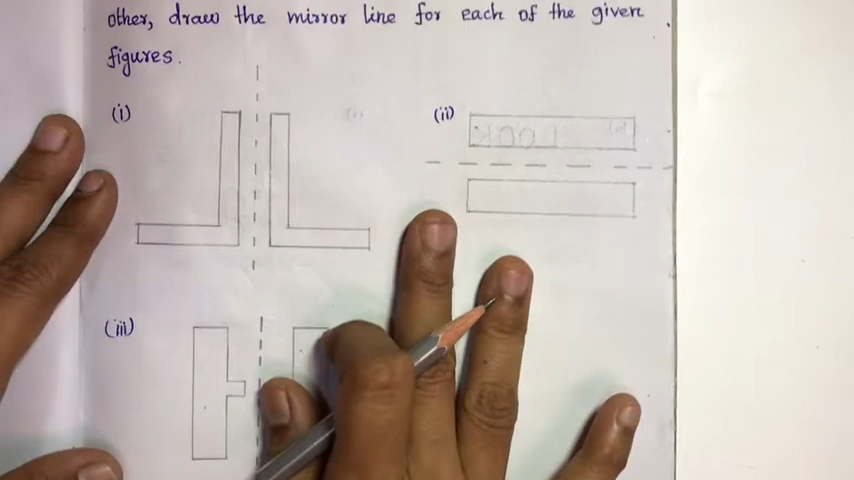 other, draw the mirror line for each of the given
figures.
(i)
(ii)
(iii)